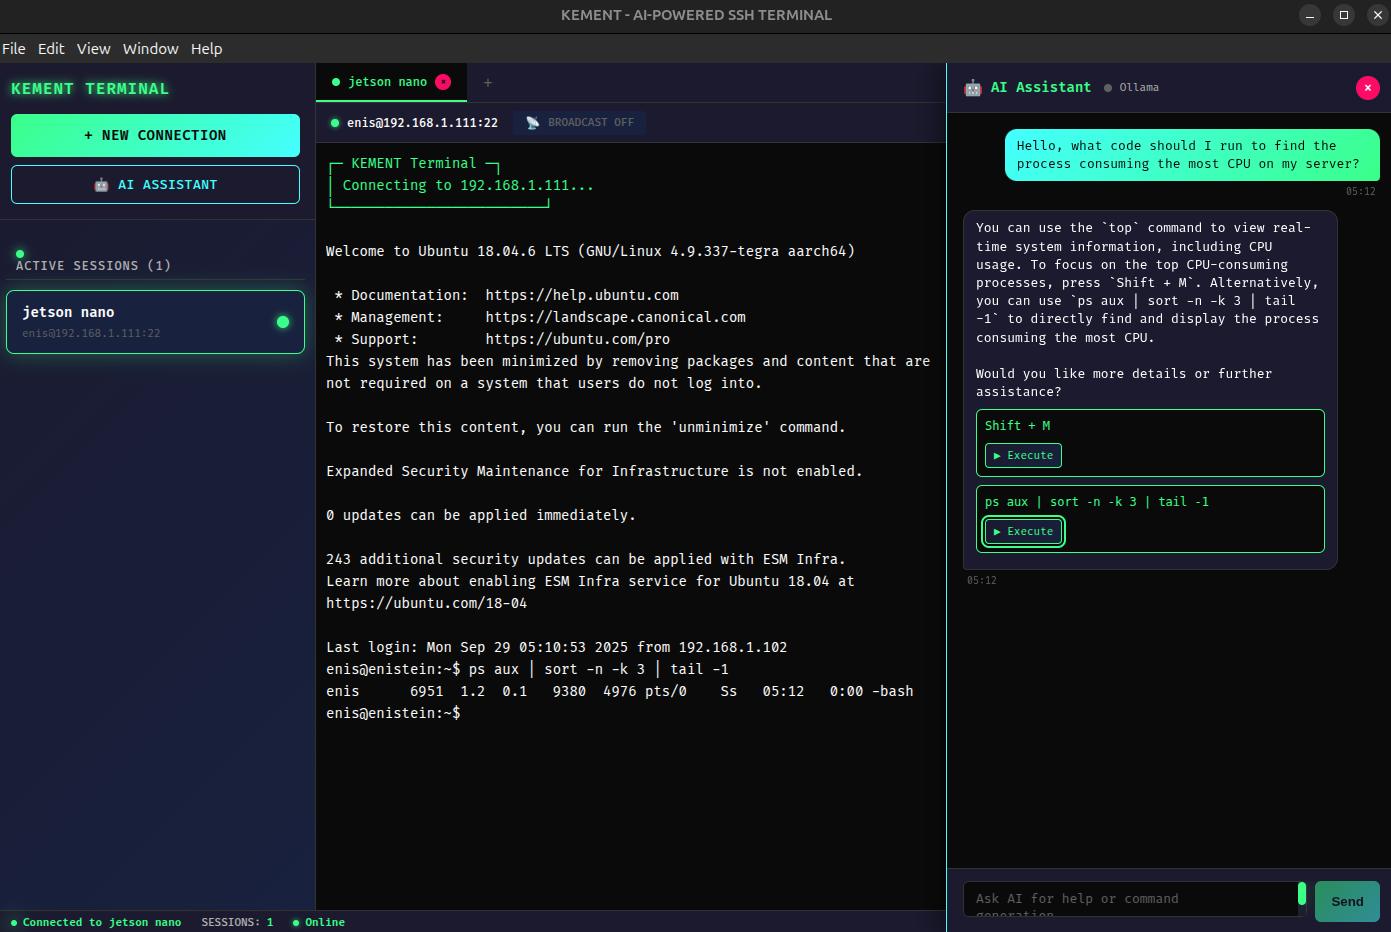 KEMENT - AI-POWERED SSH TERMINAL
File Edit View Window Help
KEMENT TERMINAL
+ NEW CONNECTION
AI ASSISTANT
ACTIVE SESSIONS (1)
jetson nano
enis@192.168.1.111:22
jetson nano
+
enis@192.168.1.111:22 BROADCAST OFF
┌─ KEMENT Terminal ─┐
│ Connecting to 192.168.1.111...
└─────────────────────────┘
Welcome to Ubuntu 18.04.6 LTS (GNU/Linux 4.9.337-tegra aarch64)
* Documentation: https://help.ubuntu.com
* Management: https://landscape.canonical.com
* Support: https://ubuntu.com/pro
This system has been minimized by removing packages and content that are
not required on a system that users do not log into.
To restore this content, you can run the 'unminimize' command.
Expanded Security Maintenance for Infrastructure is not enabled.
0 updates can be applied immediately.
243 additional security updates can be applied with ESM Infra.
Learn more about enabling ESM Infra service for Ubuntu 18.04 at
https://ubuntu.com/18-04
Last login: Mon Sep 29 05:10:53 2025 from 192.168.1.102
enis@enistein:~$ ps aux | sort -n -k 3 | tail -1
enis 6951 1.2 0.1 9380 4976 pts/0 Ss 05:12 0:00 -bash
enis@enistein:~$
AI Assistant Ollama
Hello, what code should I run to find the
process consuming the most CPU on my server?
05:12
You can use the `top` command to view real-
time system information, including CPU
usage. To focus on the top CPU-consuming
processes, press `Shift + M`. Alternatively,
you can use `ps aux | sort -n -k 3 | tail
-1` to directly find and display the process
consuming the most CPU.
Would you like more details or further
assistance?
Shift + M
▶ Execute
ps aux | sort -n -k 3 | tail -1
▶ Execute
05:12
Ask AI for help or command
generation
Send
Connected to jetson nano SESSIONS: 1 Online